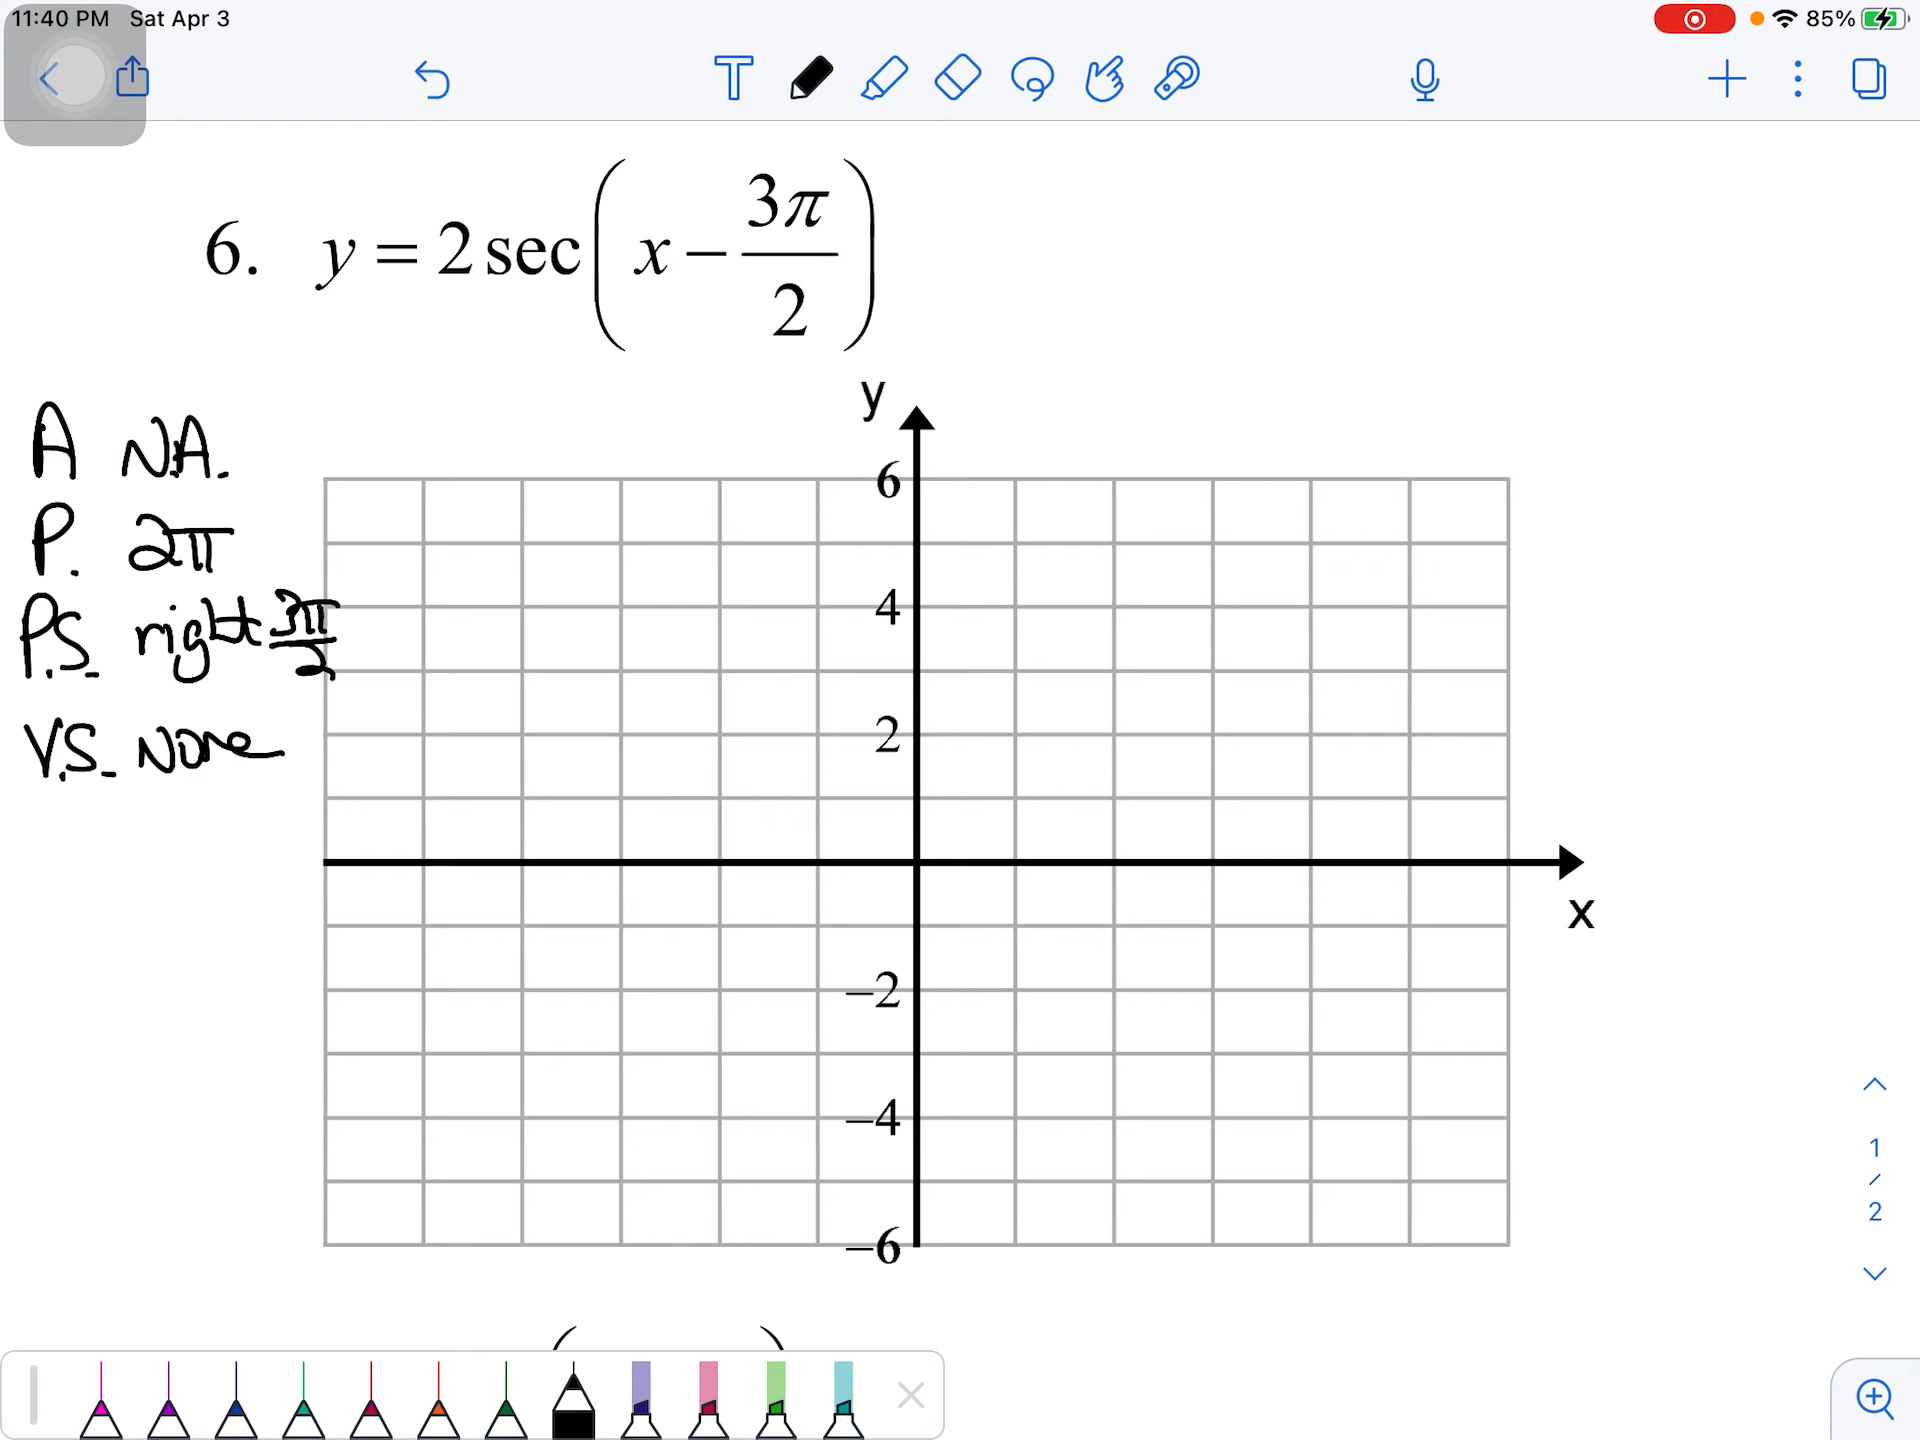 11:40 PM Sat Apr 3
85%
T
6. y = 2 sec(x − 3π/2)
A N.A.
P. 2π
P.S. right 3π/2
V.S. None
y
6
4
2
−2
−4
−6
x
1
/
2
( )